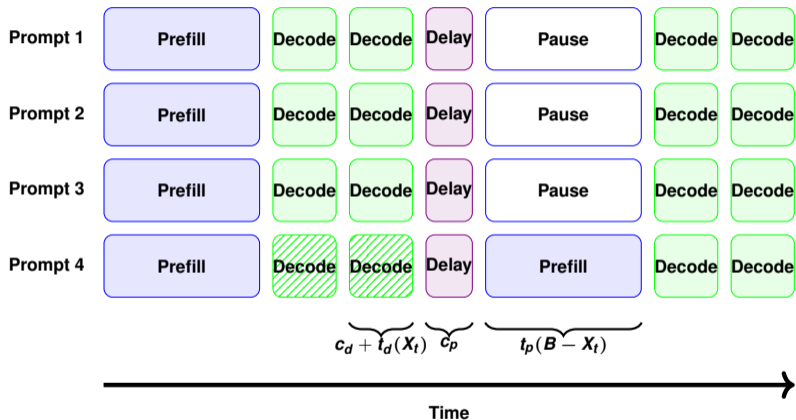 Prompt 1 Prefill Decode Decode Delay Pause Decode Decode
Prompt 2 Prefill Decode Decode Delay Pause Decode Decode
Prompt 3 Prefill Decode Decode Delay Pause Decode Decode
Prompt 4 Prefill Decode Decode Delay Prefill Decode Decode
c_d + t_d(X_t) c_p t_p(B − X_t)
Time